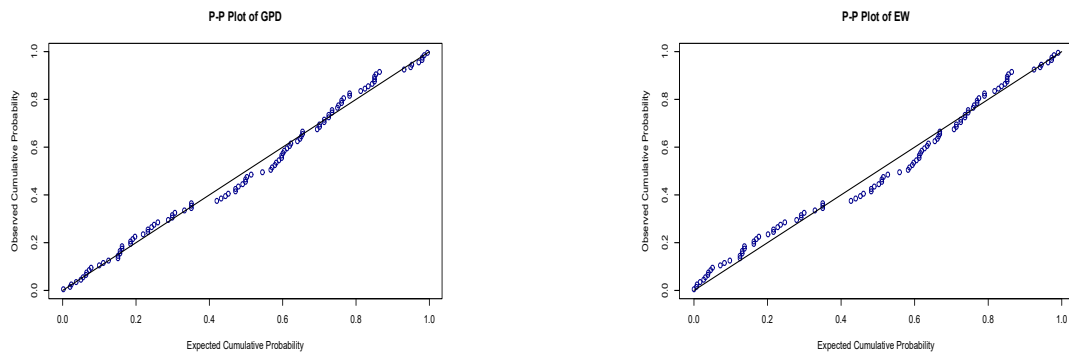 P-P Plot of GPD
Observed Cumulative Probability
0.0 0.2 0.4 0.6 0.8 1.0
0.0 0.2 0.4 0.6 0.8 1.0
Expected Cumulative Probability
P-P Plot of EW
Observed Cumulative Probability
0.0 0.2 0.4 0.6 0.8 1.0
0.0 0.2 0.4 0.6 0.8 1.0
Expected Cumulative Probability